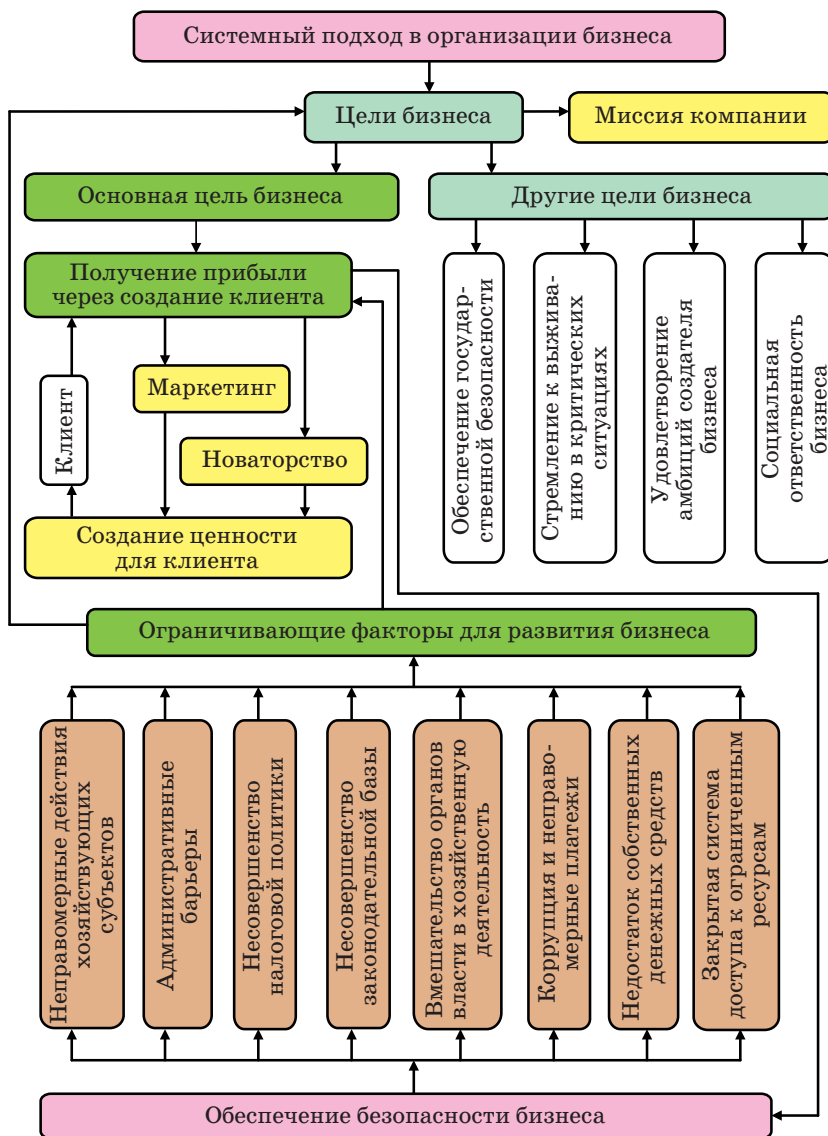 Системный подход в организации бизнеса
Цели бизнеса
Миссия компании
Основная цель бизнеса
Другие цели бизнеса
Получение прибыли
через создание клиента
Маркетинг
Клиент
Новаторство
Создание ценности
для клиента
Обеспечение государ-
ственной безопасности
Стремление к выжива-
нию в критических
ситуациях
Удовлетворение
амбиций создателя
бизнеса
Социальная
ответственность
бизнеса
Ограничивающие факторы для развития бизнеса
Неправомерные действия
хозяйствующих
субъектов
Административные
барьеры
Несовершенство
налоговой политики
Несовершенство
законодательной базы
Вмешательство органов
власти в хозяйственную
деятельность
Коррупция и неправо-
мерные платежи
Недостаток собственных
денежных средств
Закрытая система
доступа к ограниченным
ресурсам
Обеспечение безопасности бизнеса